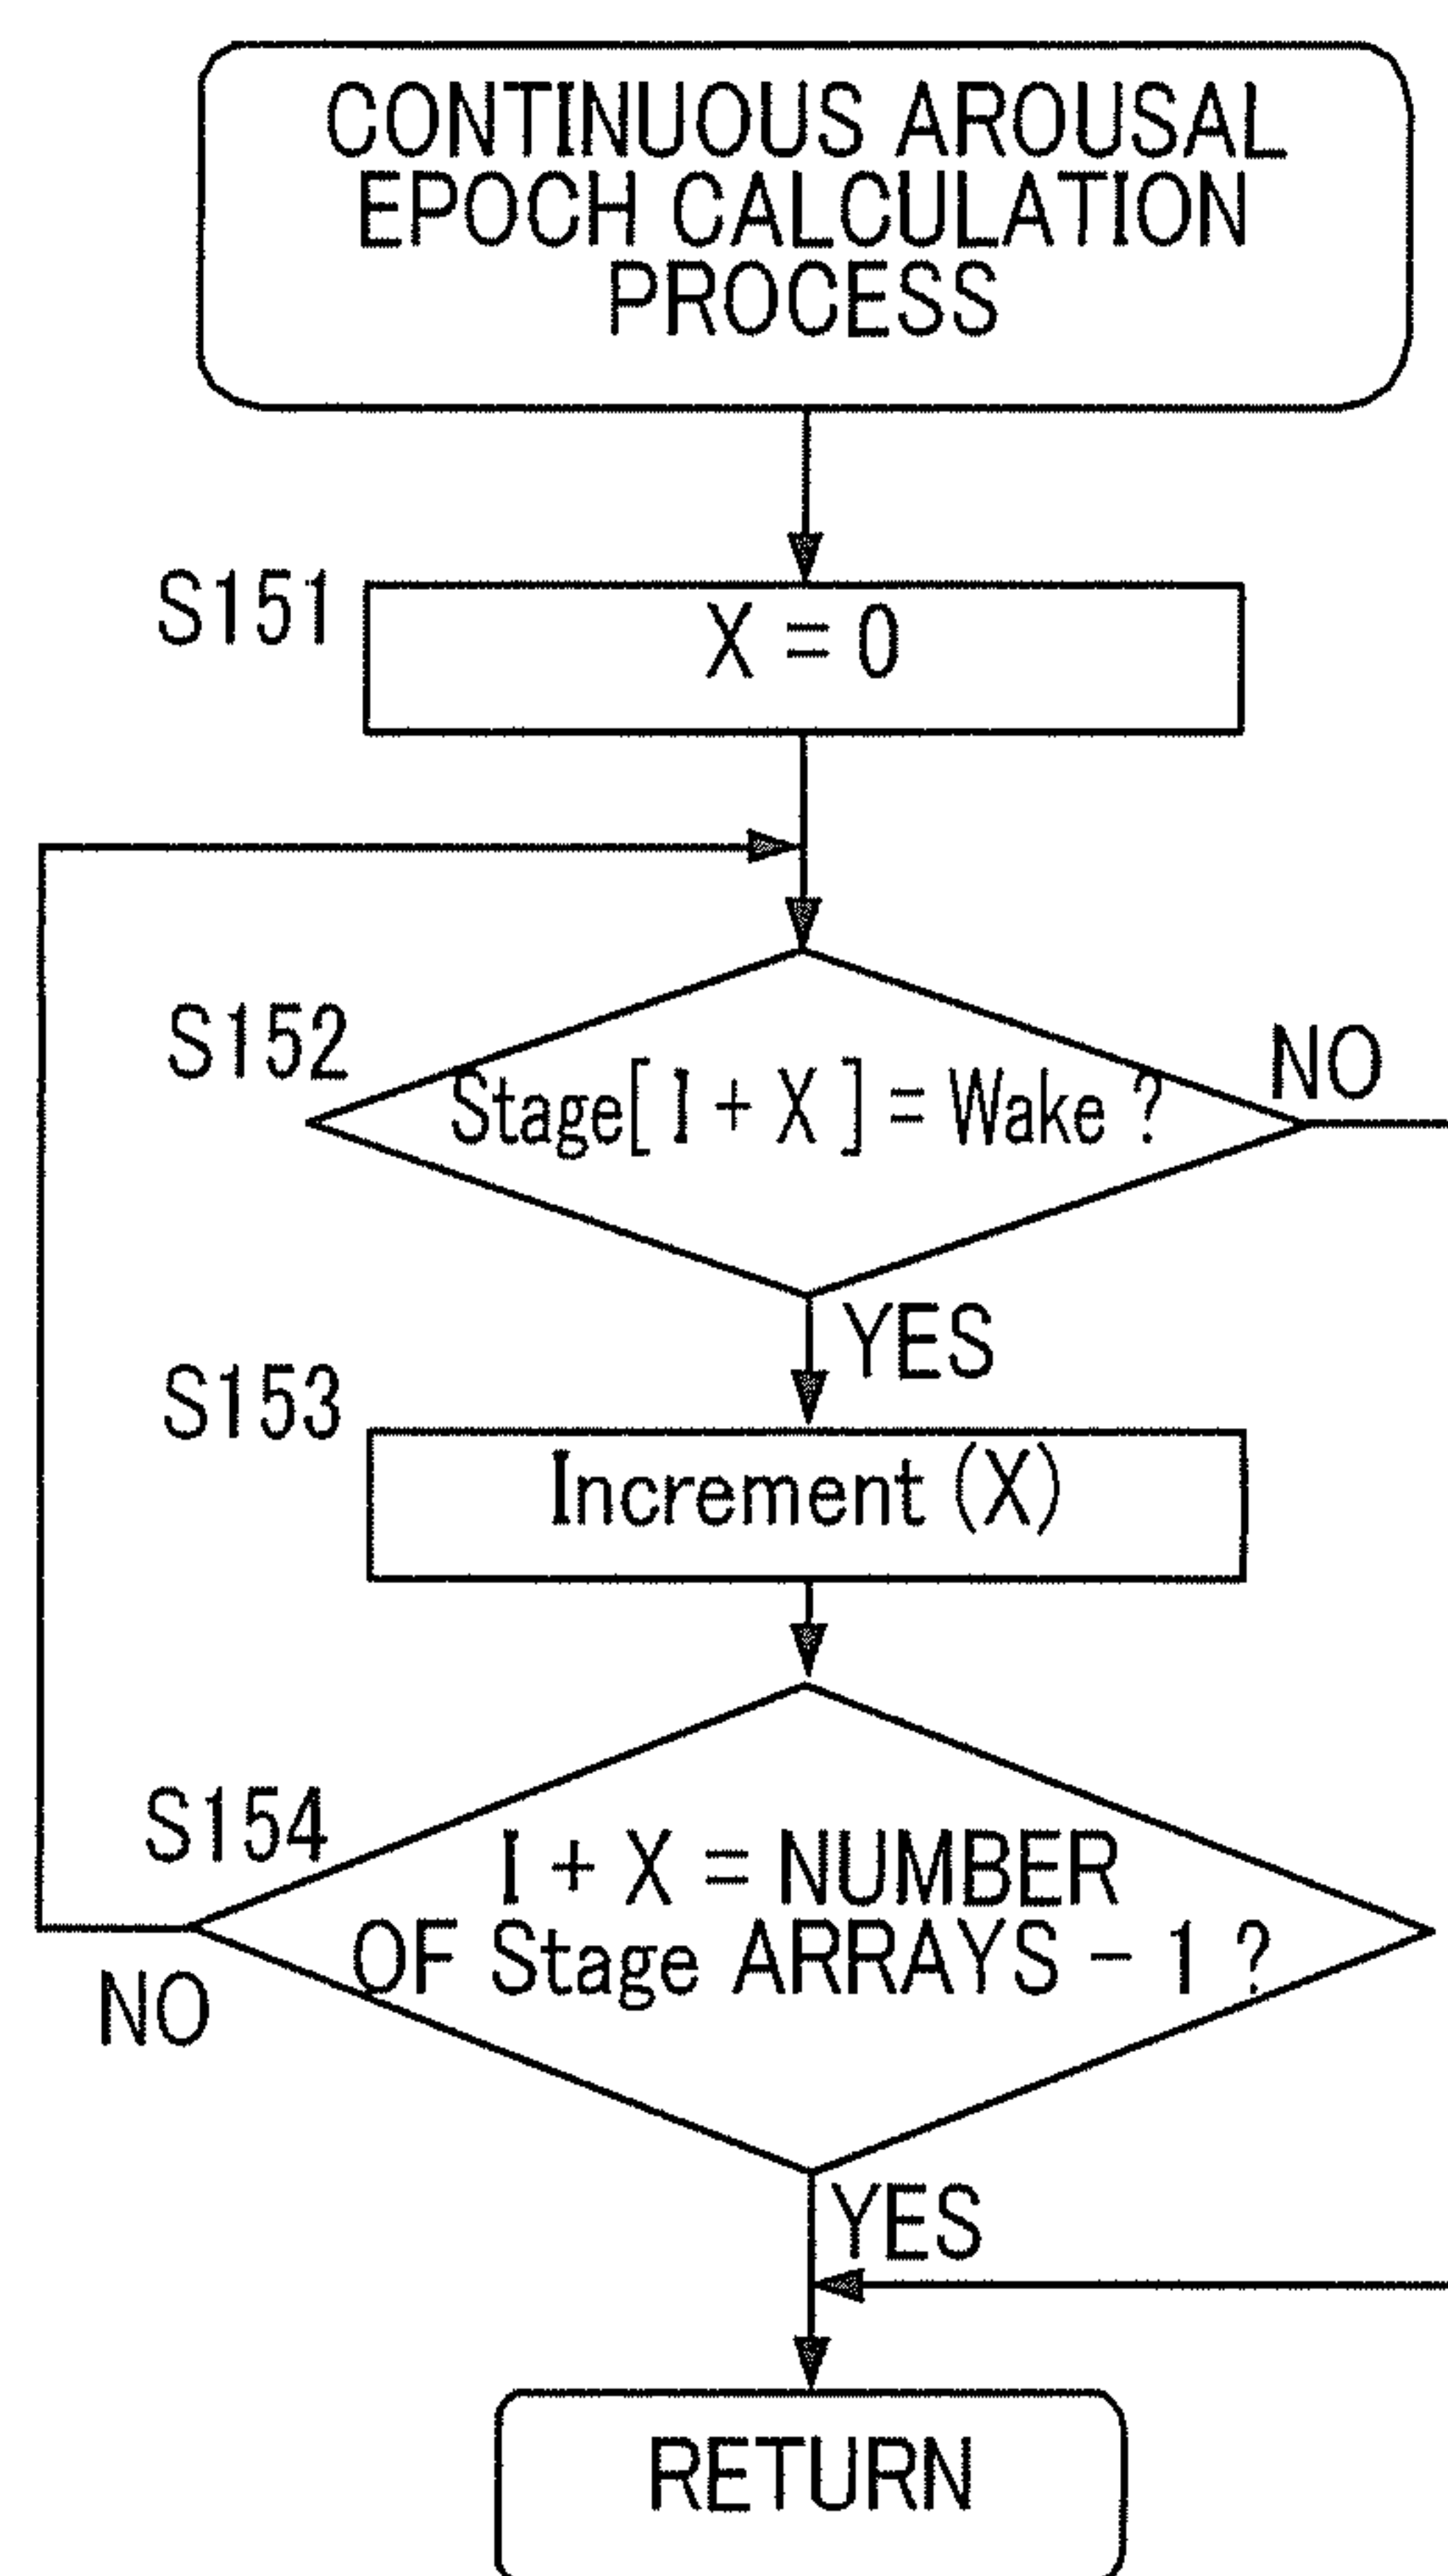 CONTINUOUS AROUSAL
EPOCH CALCULATION
PROCESS
S151
X = 0
S152
Stage[ I + X ] = Wake ?
NO
YES
S153
Increment (X)
S154
I + X = NUMBER
OF Stage ARRAYS - 1 ?
NO
YES
RETURN